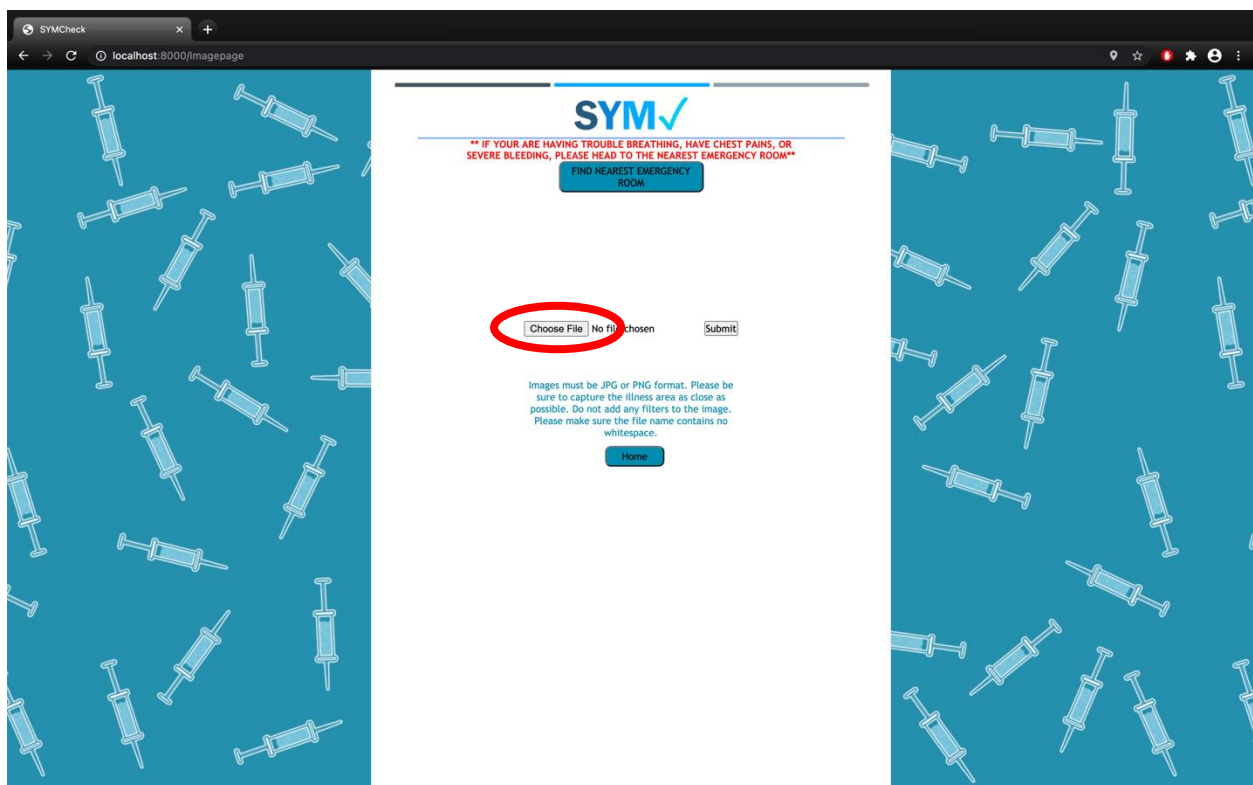 SYMCheck
localhost:8000/Imagepage
SYM
** IF YOUR ARE HAVING TROUBLE BREATHING, HAVE CHEST PAINS, OR
SEVERE BLEEDING, PLEASE HEAD TO THE NEAREST EMERGENCY ROOM**
FIND NEAREST EMERGENCY
ROOM
Choose File No file chosen Submit
Images must be JPG or PNG format. Please be
sure to capture the illness area as close as
possible. Do not add any filters to the image.
Please make sure the file name contains no
whitespace.
Home